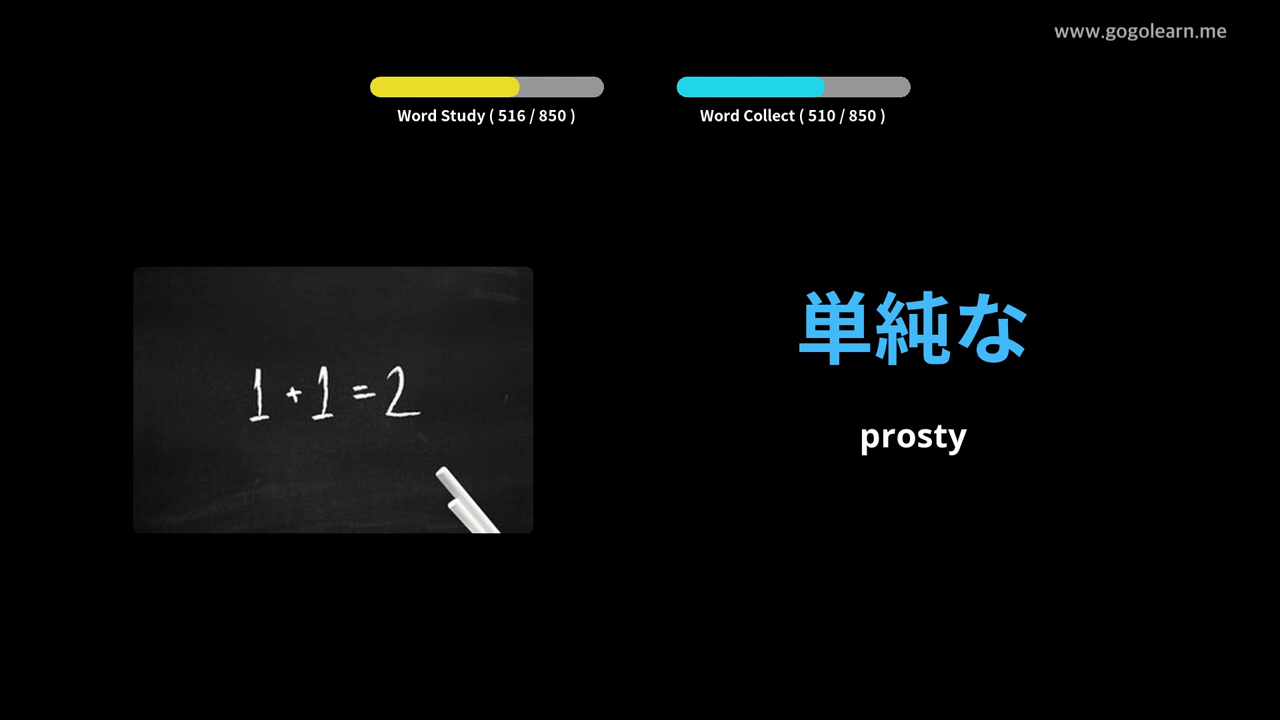 www.gogolearn.me
Word Study ( 516 / 850 )
Word Collect ( 510 / 850 )
1 + 1 = 2
単純な
prosty